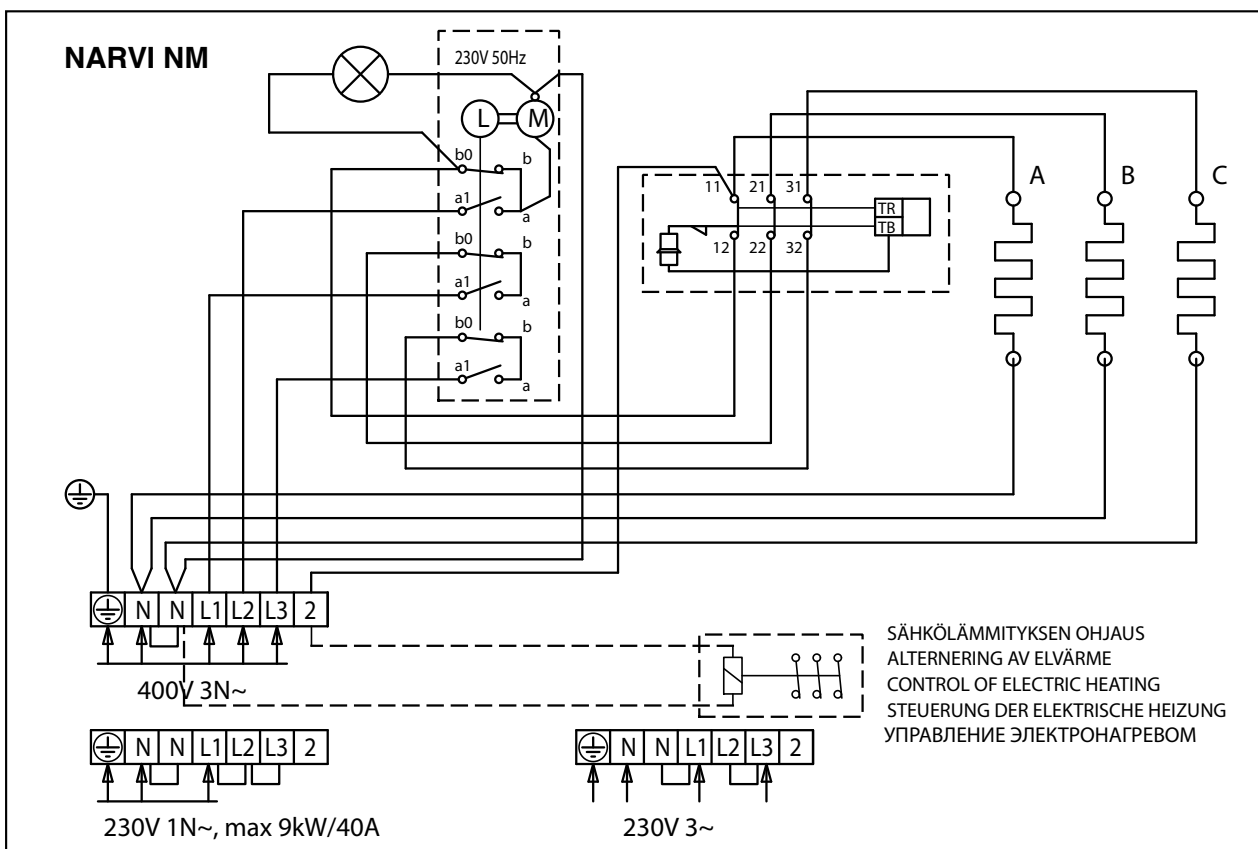 NARVI NM
230V 50Hz
L M
b0 b
a1 a
b0 b
a1 a
b0 b
a1 a
11 21 31
TR
TB
12 22 32
A B C
N N L1 L2 L3 2
400V 3N~
SÄHKÖLÄMMITYKSEN OHJAUS
ALTERNERING AV ELVÄRME
CONTROL OF ELECTRIC HEATING
STEUERUNG DER ELEKTRISCHE HEIZUNG
УПРАВЛЕНИЕ ЭЛЕКТРОНАГРЕВОМ
N N L1 L2 L3 2
230V 1N~, max 9kW/40A
N N L1 L2 L3 2
230V 3~